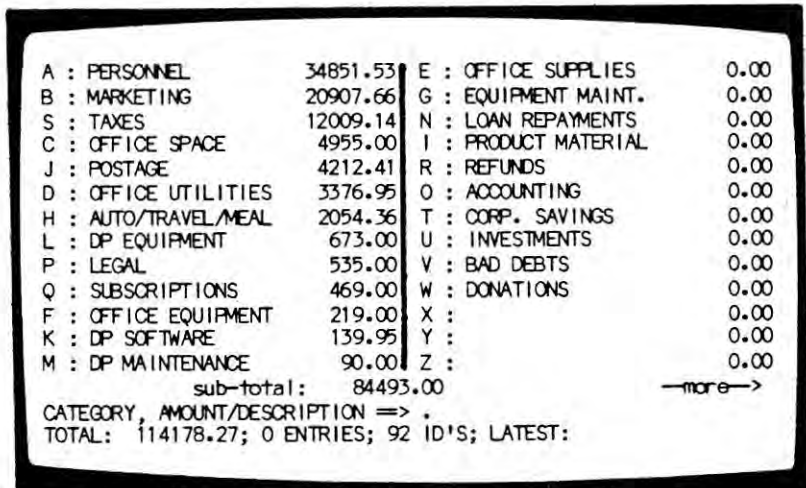 A : PERSONNEL 34851.53 E : OFFICE SUPPLIES 0.00
B : MARKETING 20907.66 G : EQUIPMENT MAINT. 0.00
S : TAXES 12009.14 N : LOAN REPAYMENTS 0.00
C : OFFICE SPACE 4955.00 I : PRODUCT MATERIAL 0.00
J : POSTAGE 4212.41 R : REFUNDS 0.00
D : OFFICE UTILITIES 3376.95 O : ACCOUNTING 0.00
H : AUTO/TRAVEL/MEAL 2054.36 T : CORP. SAVINGS 0.00
L : DP EQUIPMENT 673.00 U : INVESTMENTS 0.00
P : LEGAL 535.00 V : BAD DEBTS 0.00
Q : SUBSCRIPTIONS 469.00 W : DONATIONS 0.00
F : OFFICE EQUIPMENT 219.00 X : 0.00
K : DP SOFTWARE 139.95 Y : 0.00
M : DP MAINTENANCE 90.00 Z : 0.00
sub-total: 84493.00 —more—>
CATEGORY, AMOUNT/DESCRIPTION ==> .
TOTAL: 114178.27; 0 ENTRIES; 92 ID'S; LATEST: